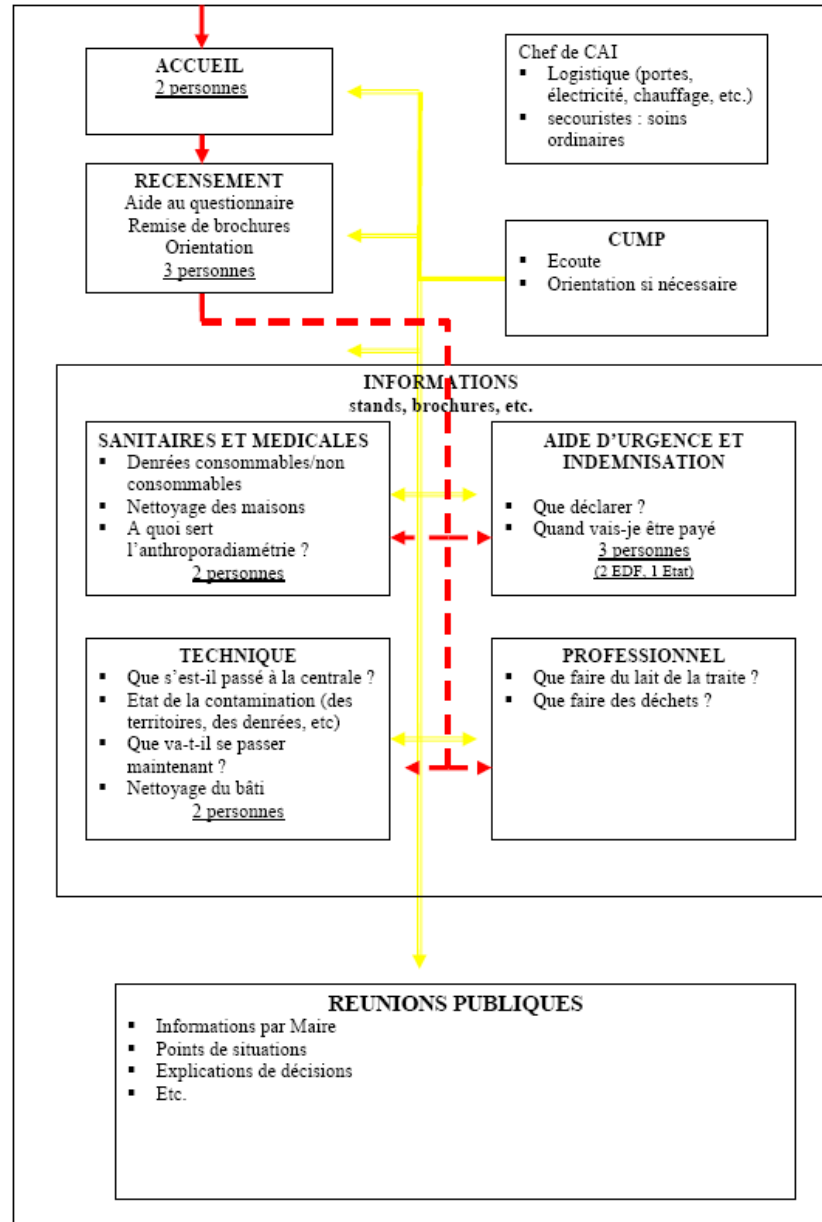 ACCUEIL
2 personnes
Chef de CAI
▪ Logistique (portes,
électricité, chauffage, etc.)
▪ secouristes : soins
ordinaires
RECENSEMENT
Aide au questionnaire
Remise de brochures
Orientation
3 personnes
CUMP
▪ Ecoute
▪ Orientation si nécessaire
INFORMATIONS
stands, brochures, etc.
SANITAIRES ET MEDICALES
▪ Denrées consommables/non
consommables
▪ Nettoyage des maisons
▪ A quoi sert
l’anthroporadiamétrie ?
2 personnes
AIDE D’URGENCE ET
INDEMNISATION
▪ Que déclarer ?
▪ Quand vais-je être payé
3 personnes
(2 EDF, 1 Etat)
TECHNIQUE
▪ Que s’est-il passé à la centrale ?
▪ Etat de la contamination (des
territoires, des denrées, etc)
▪ Que va-t-il se passer
maintenant ?
▪ Nettoyage du bâti
2 personnes
PROFESSIONNEL
▪ Que faire du lait de la traite ?
▪ Que faire des déchets ?
REUNIONS PUBLIQUES
▪ Informations par Maire
▪ Points de situations
▪ Explications de décisions
▪ Etc.